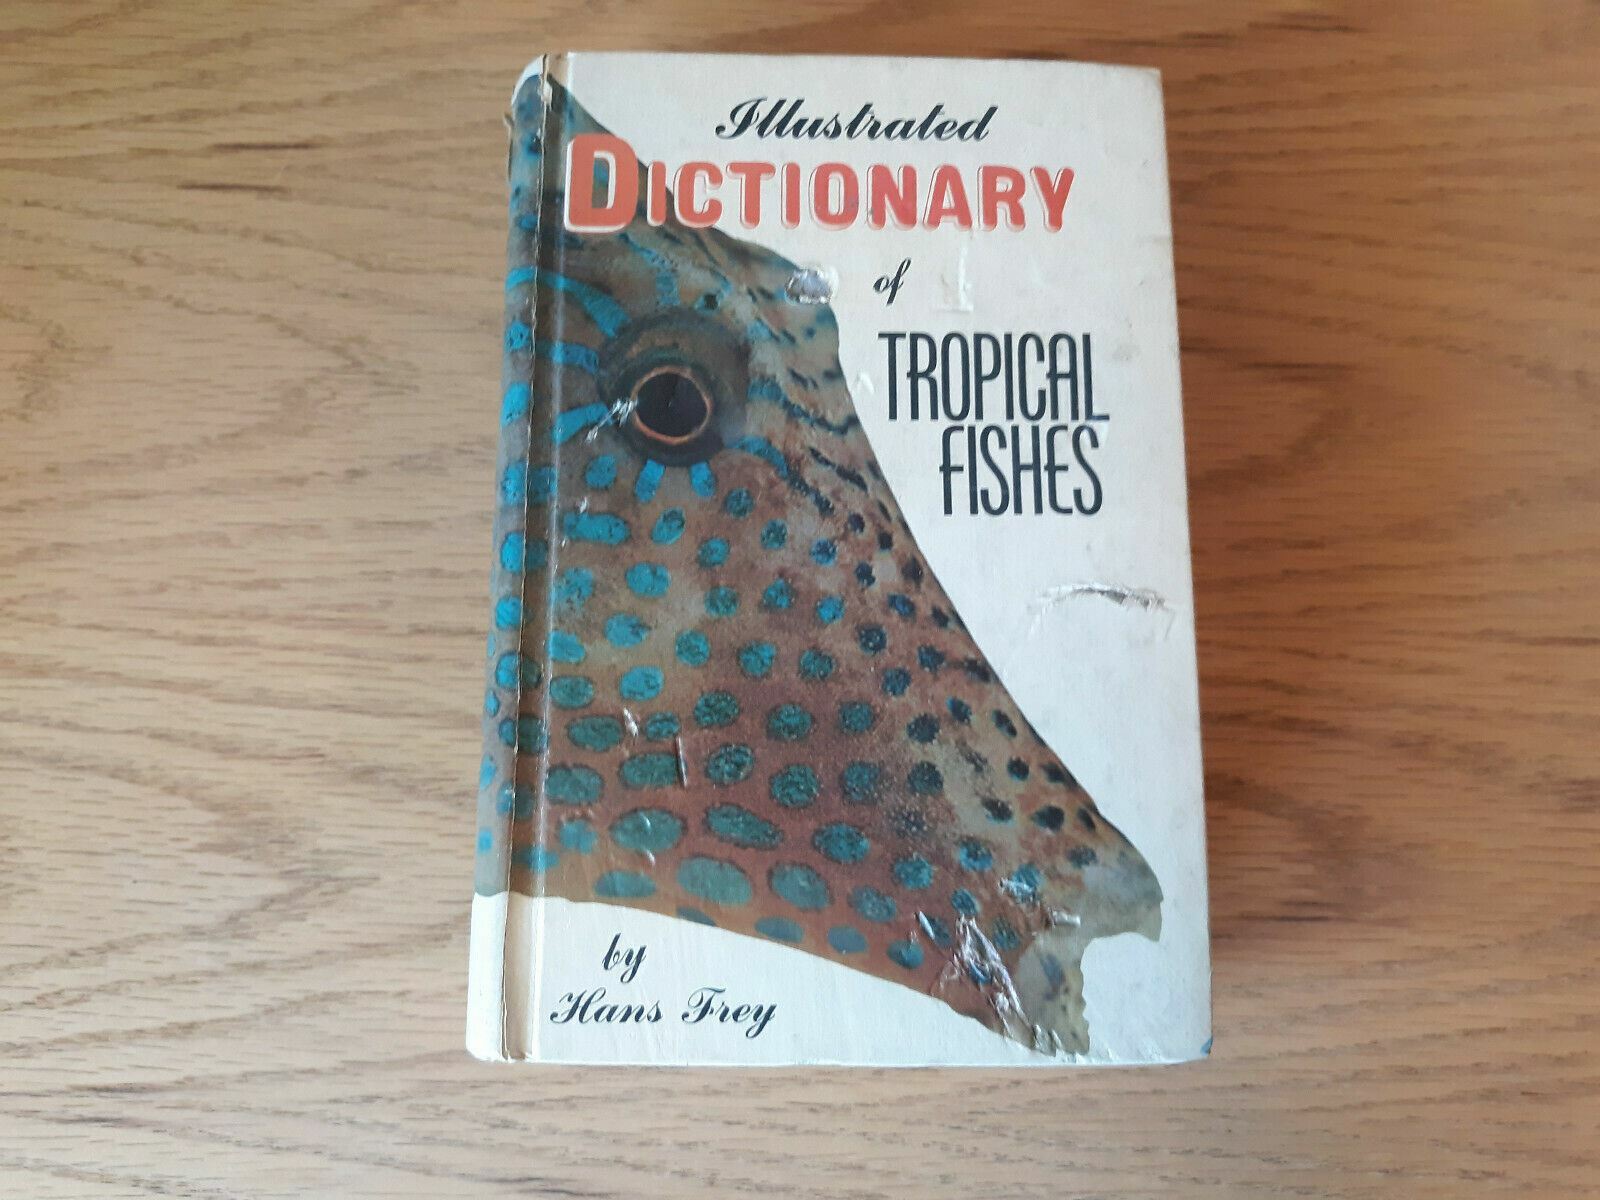 Illustrated
DICTIONARY
of
TROPICAL
FISHES
by
Hans Frey